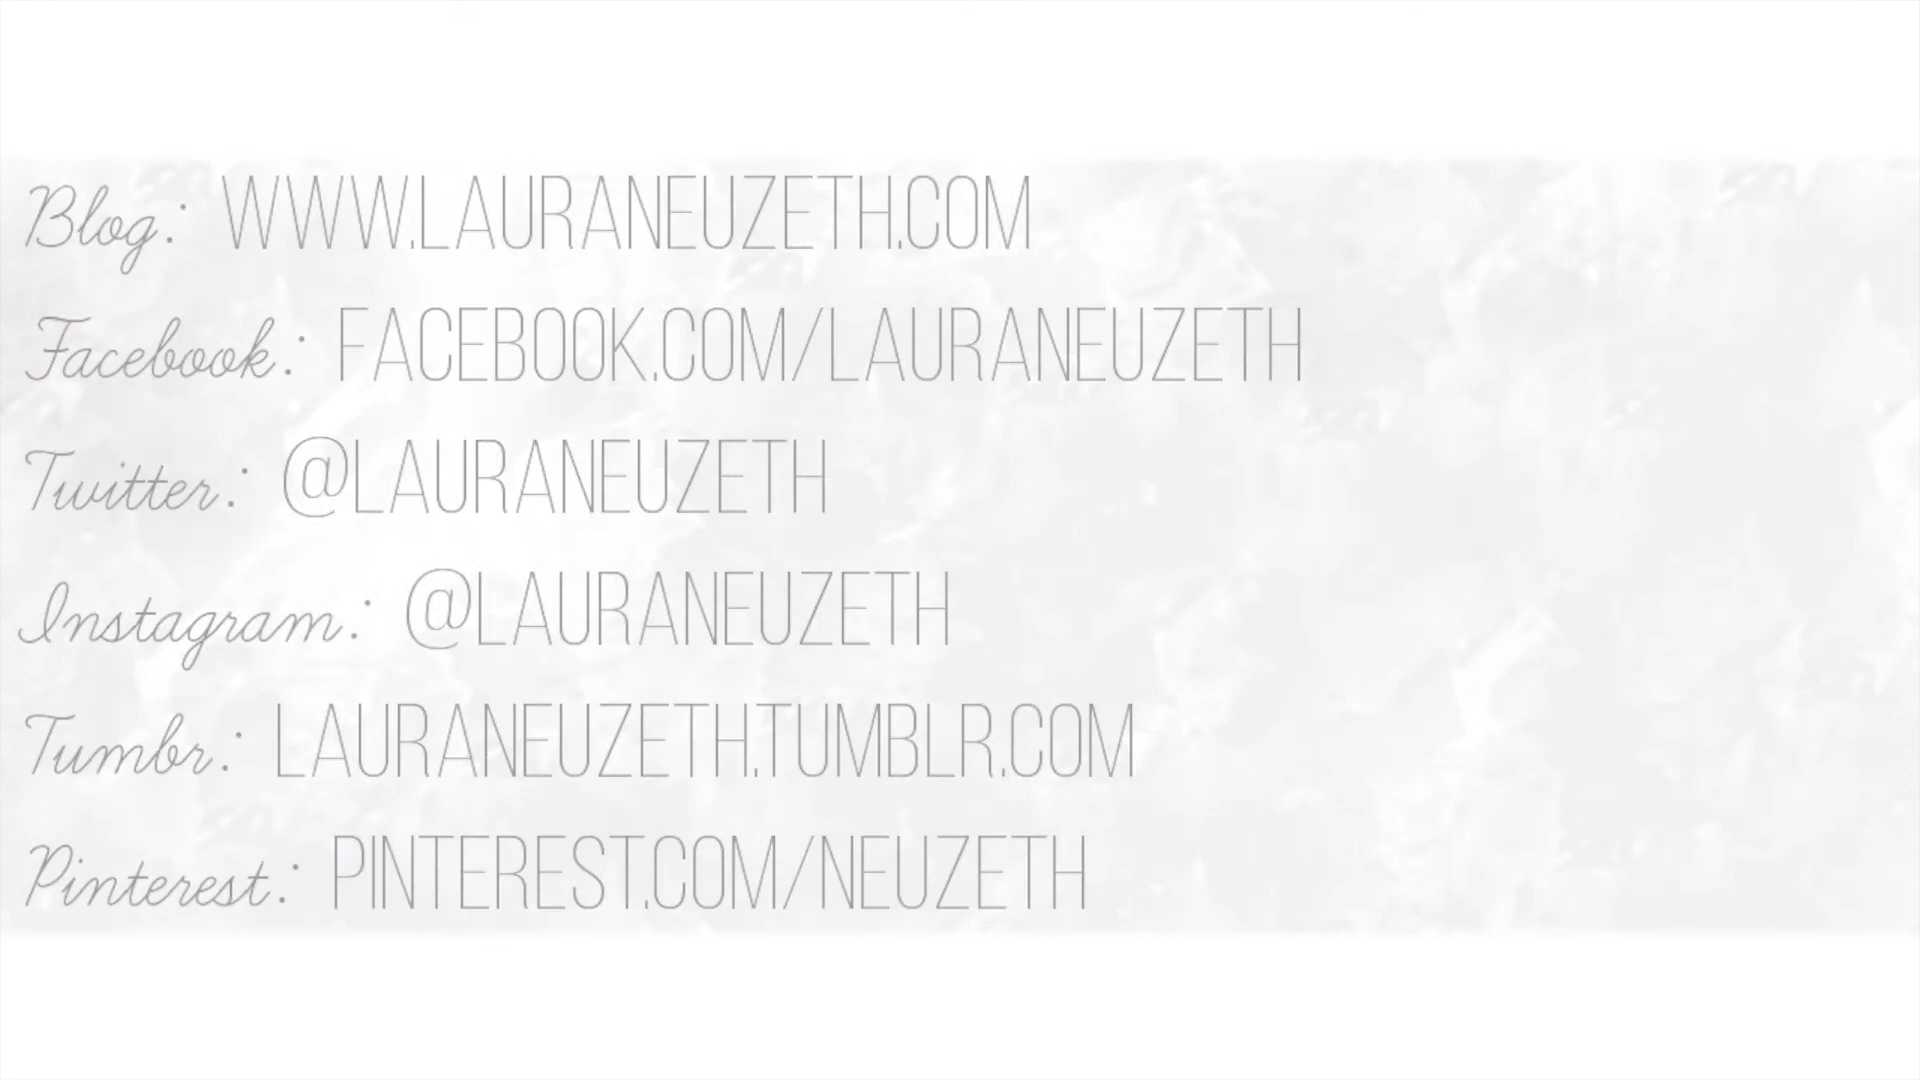 Blog: WWW.LAURANEUZETH.COM
Facebook: FACEBOOK.COM/LAURANEUZETH
Twitter: @LAURANEUZETH
Instagram: @LAURANEUZETH
Tumbr: LAURANEUZETH.TUMBLR.COM
Pinterest: PINTEREST.COM/NEUZETH